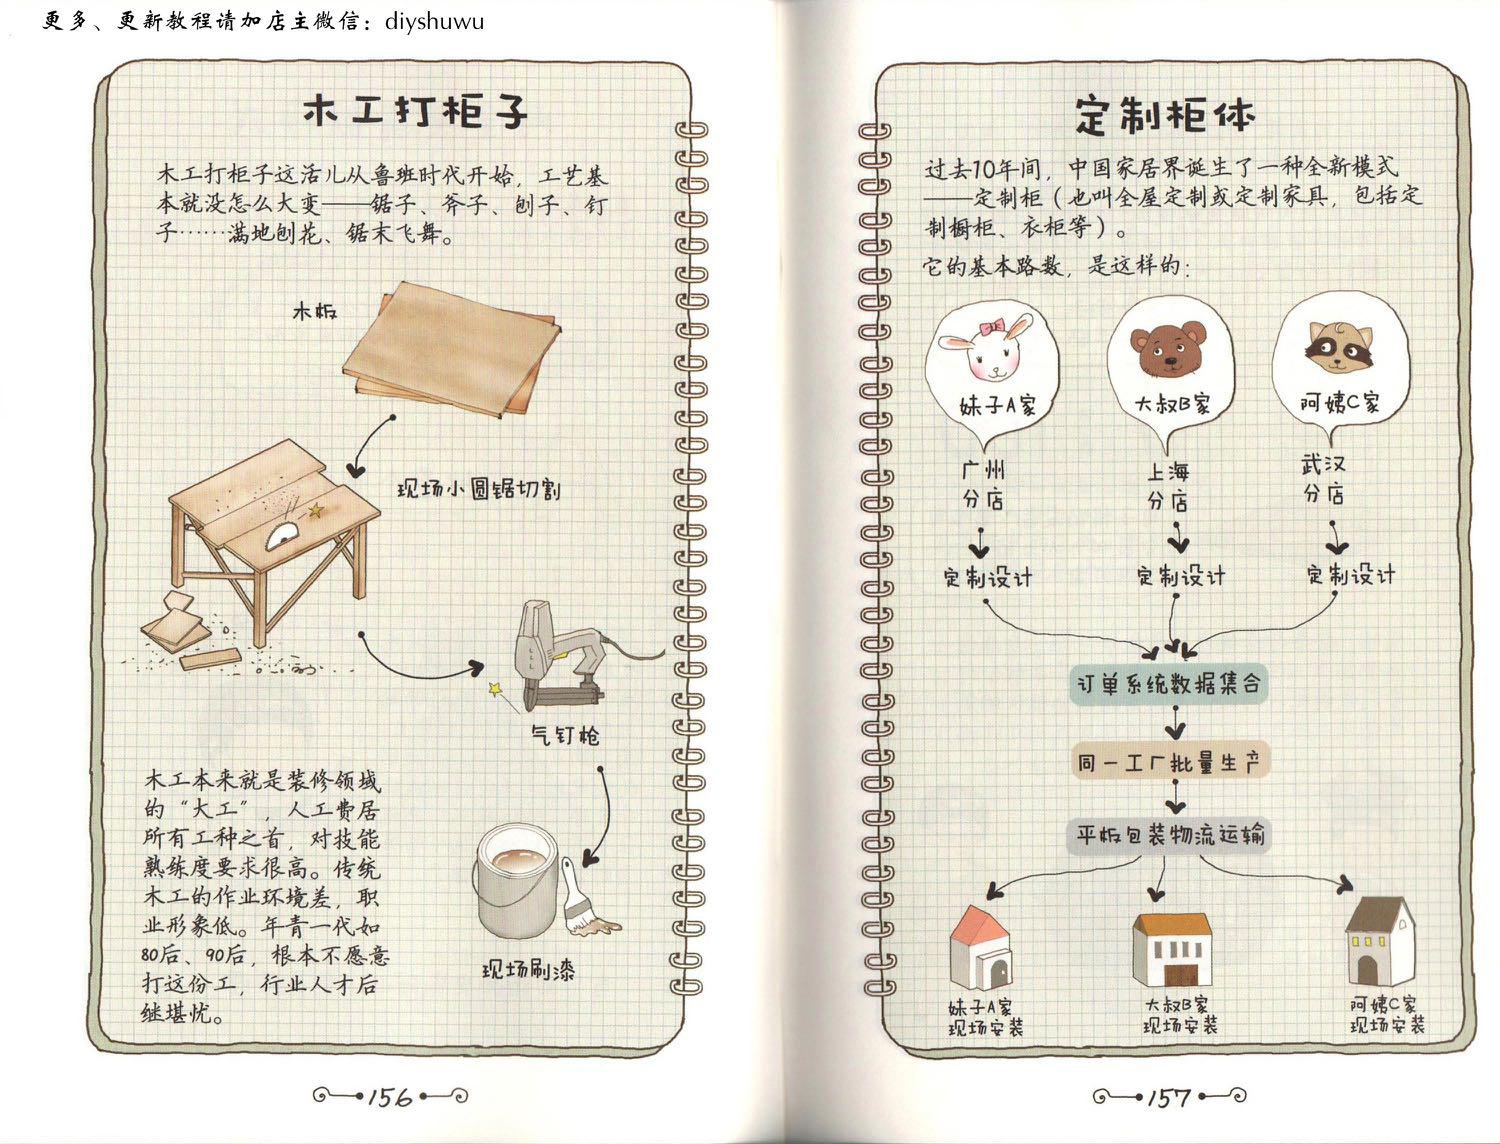 更多、更新教程请加店主微信：diyshuwu
木工打柜子
木工打柜子这活儿从鲁班时代开始，工艺基
本就没怎么大变——锯子、斧子、刨子、钉
子……满地刨花、锯末飞舞。
木板
现场小圆锯切割
气钉枪
木工本来就是装修领域
的“大工”，人工费居
所有工种之首，对技能
熟练度要求很高。传统
木工的作业环境差，职
业形象低。年青一代如
80后、90后，根本不愿意
打这份工，行业人才后
继堪忧。
现场刷漆
156
定制柜体
过去10年间，中国家居界诞生了一种全新模式
——定制柜（也叫全屋定制或定制家具，包括定
制橱柜、衣柜等）。
它的基本路数，是这样的：
妹子A家
大叔B家
阿姨C家
广州
分店
上海
分店
武汉
分店
定制设计
定制设计
定制设计
订单系统数据集合
同一工厂批量生产
平板包装物流运输
妹子A家
现场安装
大叔B家
现场安装
阿姨C家
现场安装
157